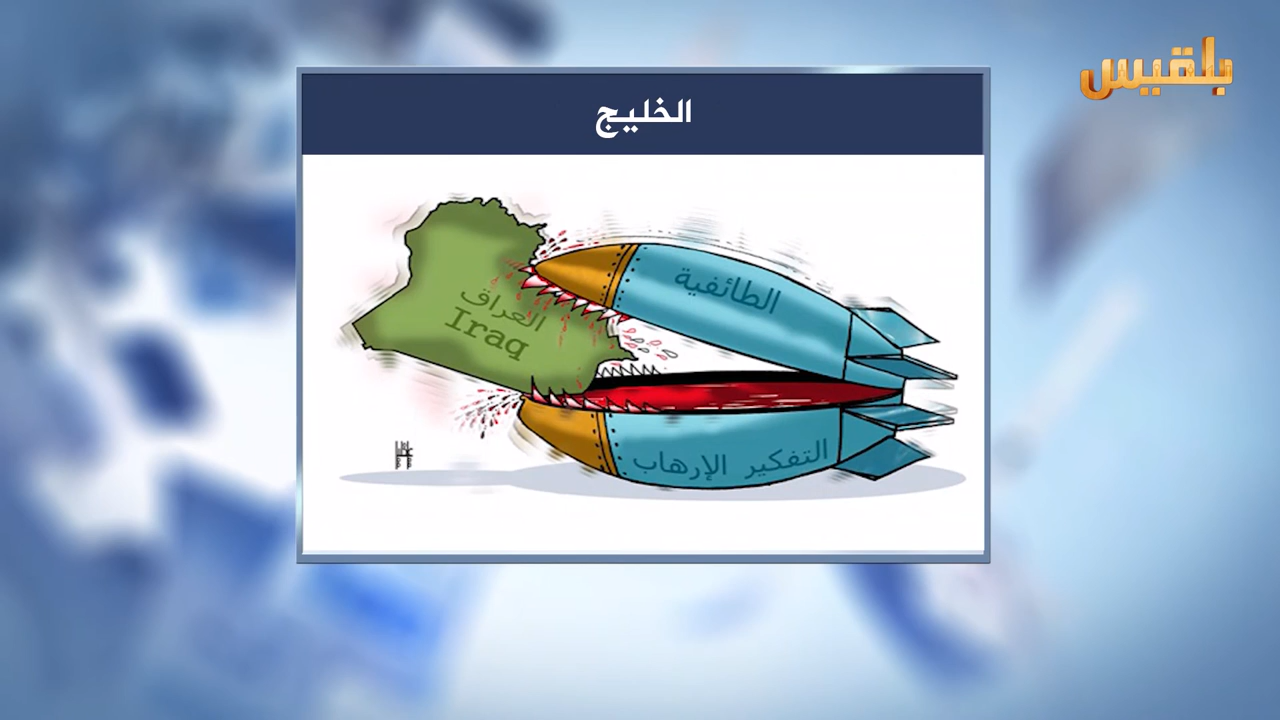 بلقيس
الخليج
العراق
Iraq
الطائفية
التفكير الإرهاب